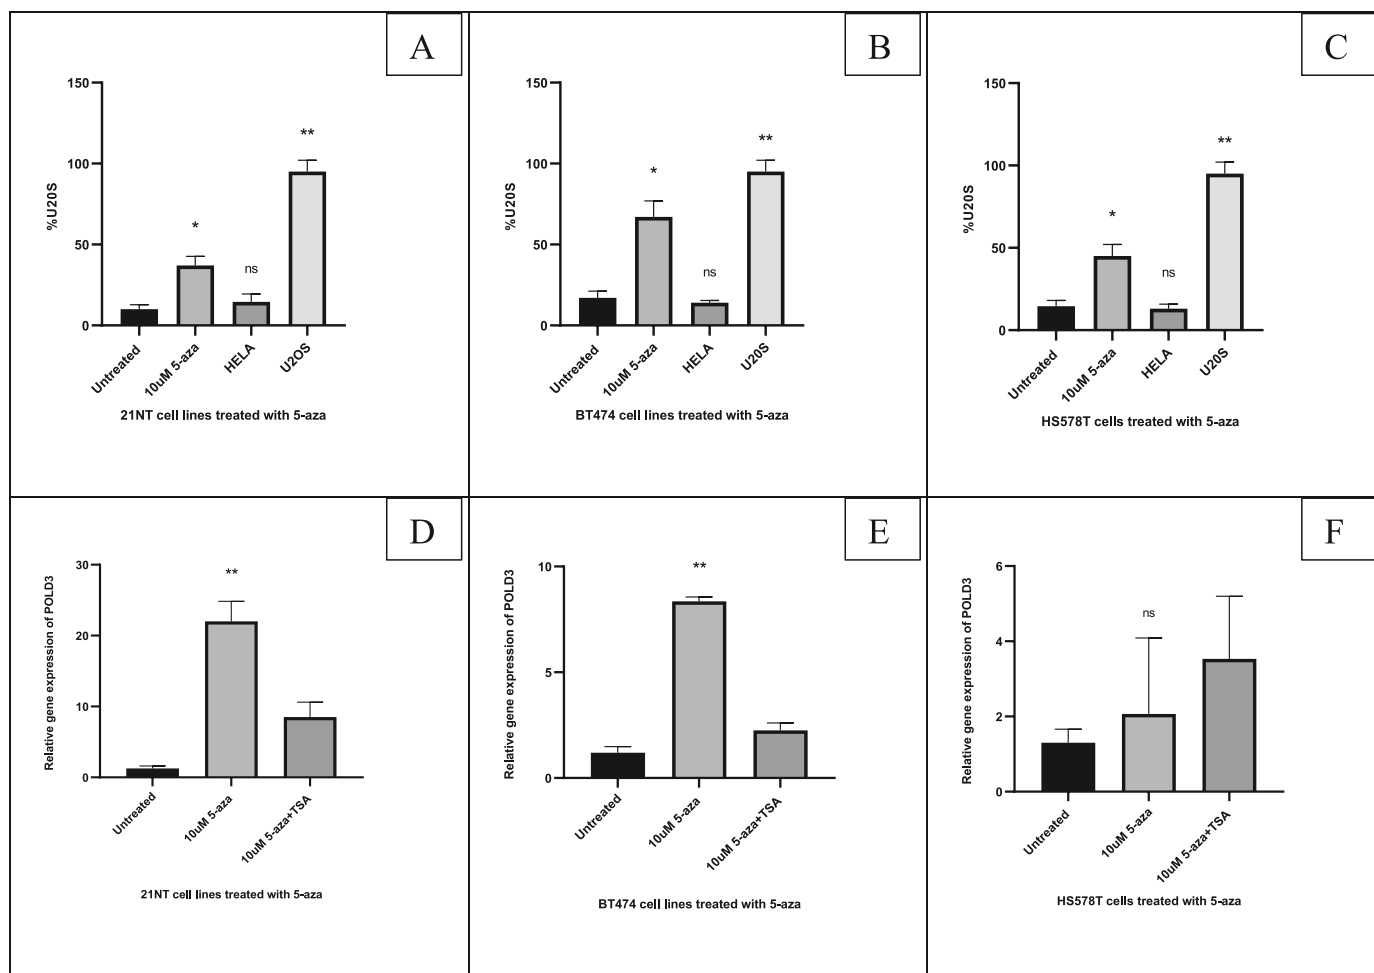 A
150
100
50
0
%U20S
*
ns
**
Untreated
10uM 5-aza
HELA
U2OS
21NT cell lines treated with 5-aza
B
150
100
50
0
%U20S
*
ns
**
Untreated
10uM 5-aza
HELA
U20S
BT474 cell lines treated with 5-aza
C
150
100
50
0
%U20S
*
ns
**
Untreated
10uM 5-aza
HELA
U20S
HS578T cells treated with 5-aza
D
30
20
10
0
Relative gene expression of POLD3
**
Untreated
10uM 5-aza
10uM 5-aza+TSA
21NT cell lines treated with 5-aza
E
10
5
0
Relative gene expression of POLD3
**
Untreated
10uM 5-aza
10uM 5-aza+TSA
BT474 cell lines treated with 5-aza
F
6
4
2
0
Relative gene expression of POLD3
ns
Untreated
10uM 5-aza
10uM 5-aza+TSA
HS578T cells treated with 5-aza